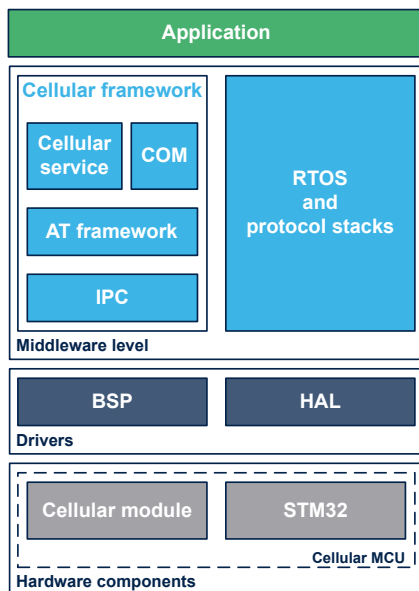 Application
Cellular framework
Cellular
service
COM
AT framework
IPC
RTOS
and
protocol stacks
Middleware level
BSP
HAL
Drivers
Cellular module
STM32
Cellular MCU
Hardware components